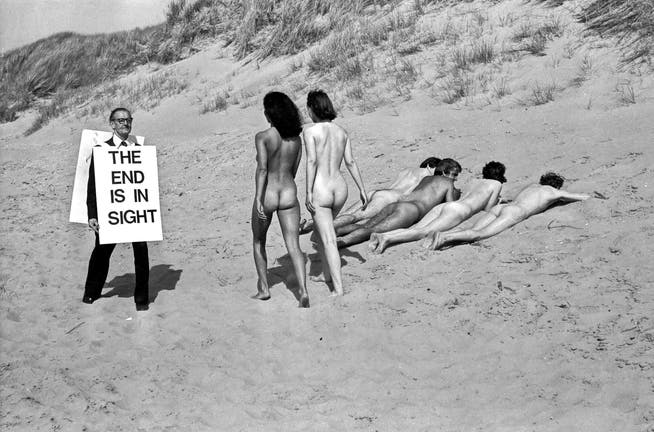 THE
END
IS IN
SIGHT